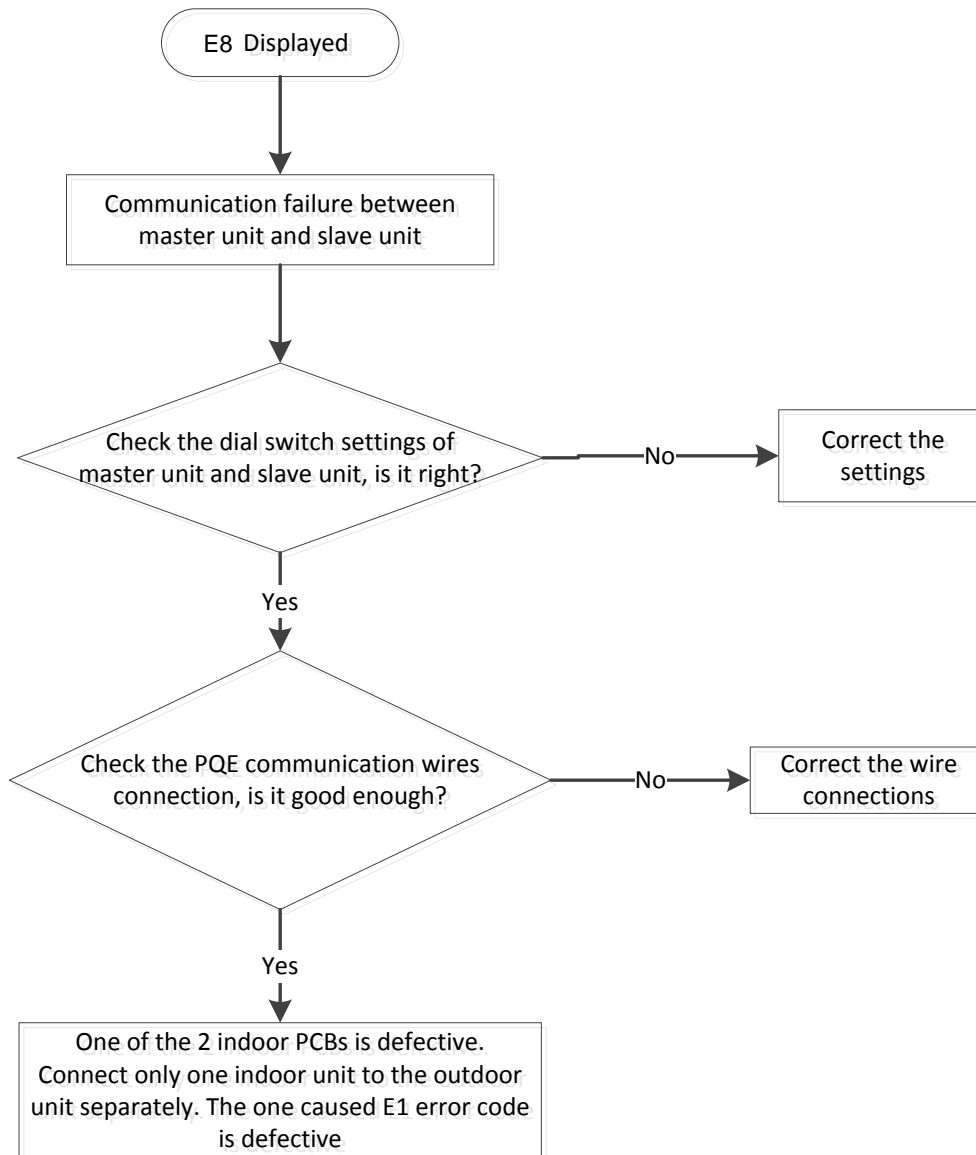 E8 Displayed
Communication failure between
master unit and slave unit
Check the dial switch settings of
master unit and slave unit, is it right?
No
Correct the
settings
Yes
Check the PQE communication wires
connection, is it good enough?
No
Correct the wire
connections
Yes
One of the 2 indoor PCBs is defective.
Connect only one indoor unit to the outdoor
unit separately. The one caused E1 error code
is defective